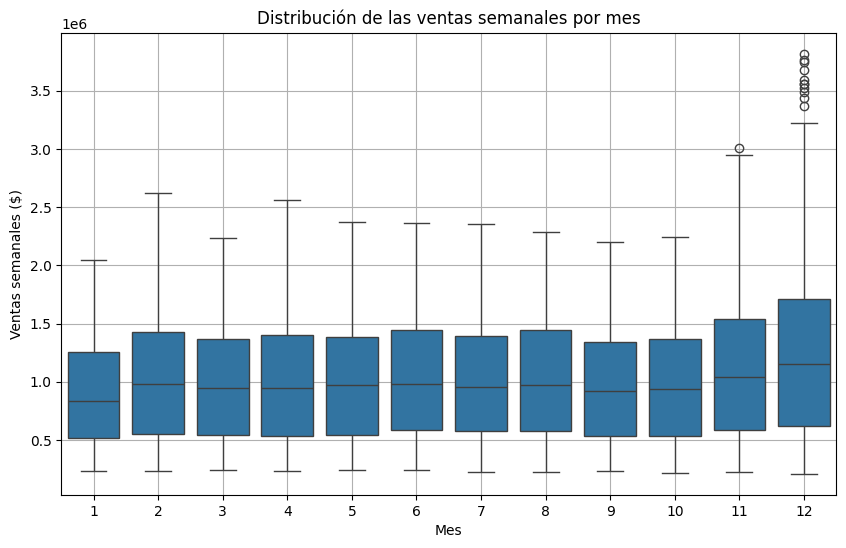 Distribución de las ventas semanales por mes
1e6
3.5
3.0
2.5
2.0
1.5
1.0
0.5
Ventas semanales ($)
1 2 3 4 5 6 7 8 9 10 11 12
Mes